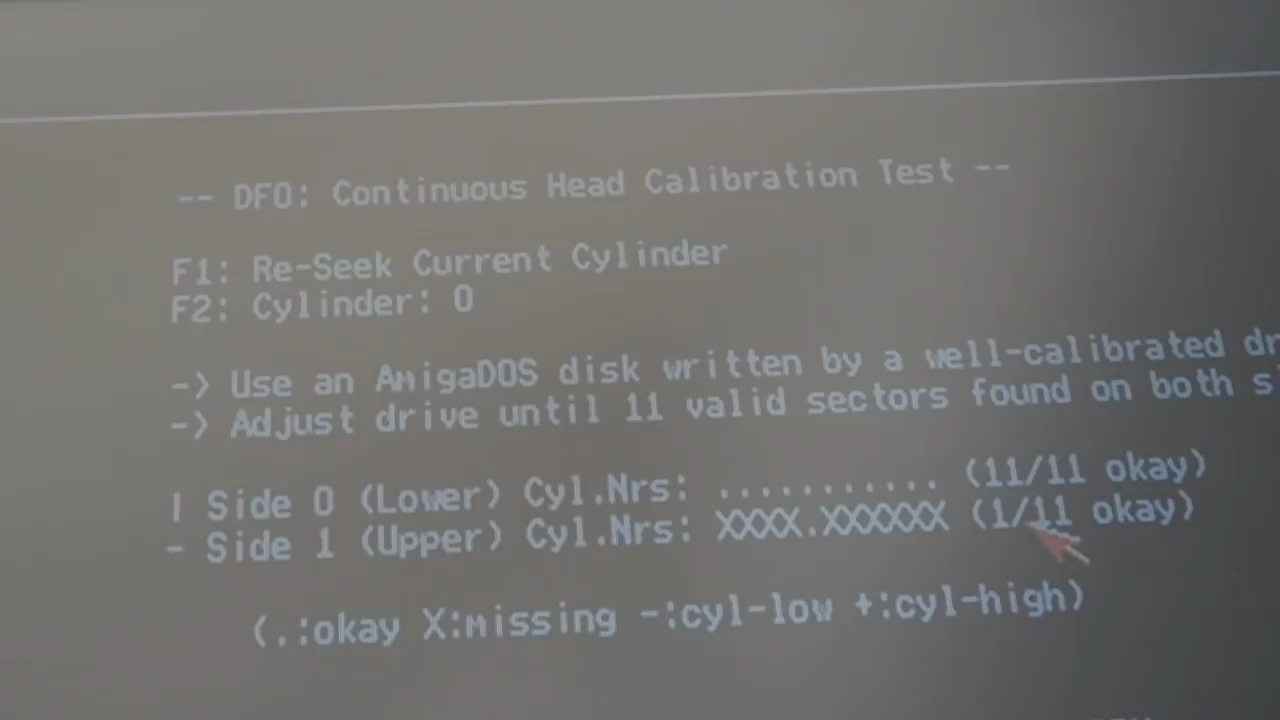 -- DF0: Continuous Head Calibration Test --
F1: Re-Seek Current Cylinder
F2: Cylinder: 0
-> Use an AmigaDOS disk written by a well-calibrated
-> Adjust drive until 11 valid sectors found on both
| Side 0 (Lower) Cyl.Nrs: ........... (11/11 okay)
- Side 1 (Upper) Cyl.Nrs: XXXX.XXXXXX (1/11 okay)
(.:okay X:missing -:cyl-low +:cyl-high)